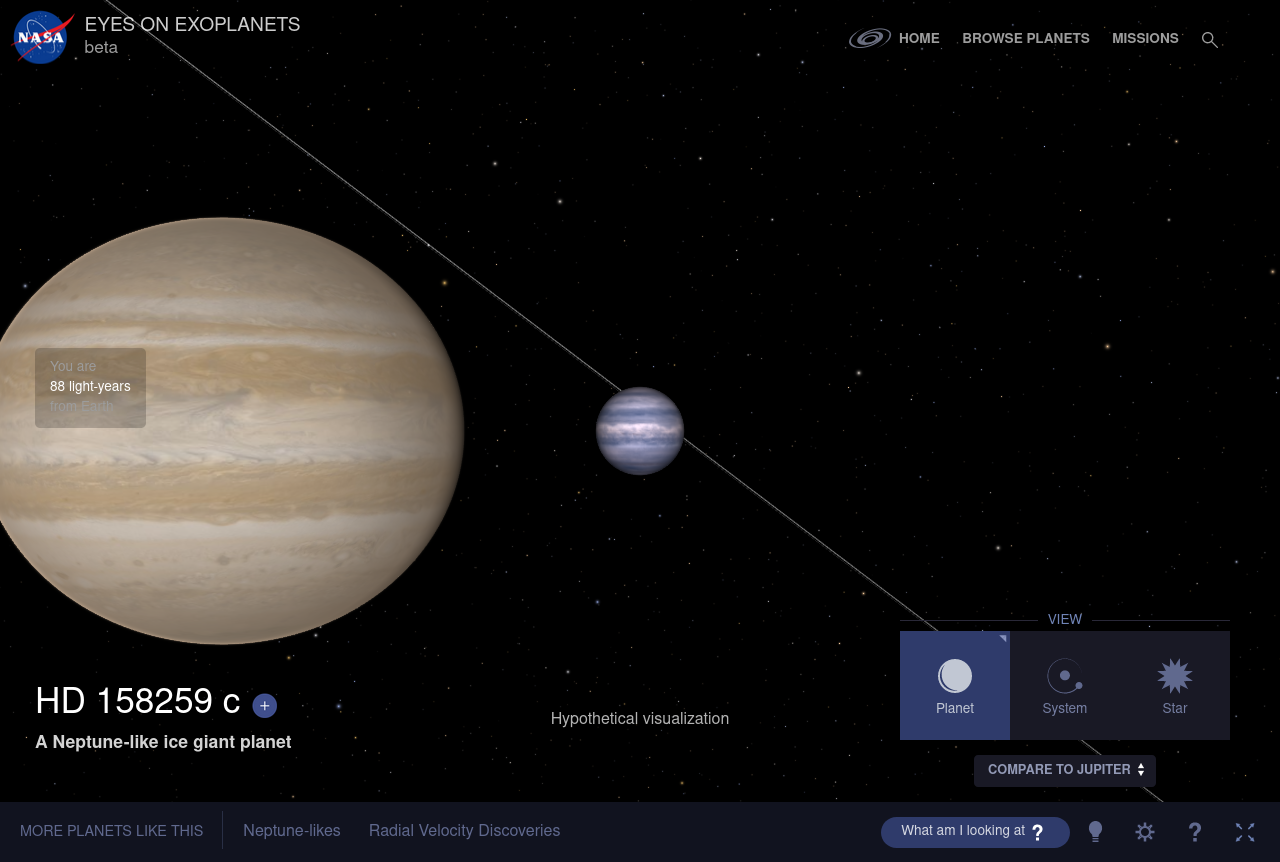 NASA
EYES ON EXOPLANETS
beta
HOME
BROWSE PLANETS
MISSIONS
You are
88 light-years
from Earth
HD 158259 c +
A Neptune-like ice giant planet
Hypothetical visualization
VIEW
Planet
System
Star
COMPARE TO JUPITER
MORE PLANETS LIKE THIS
Neptune-likes
Radial Velocity Discoveries
What am I looking at ?
?